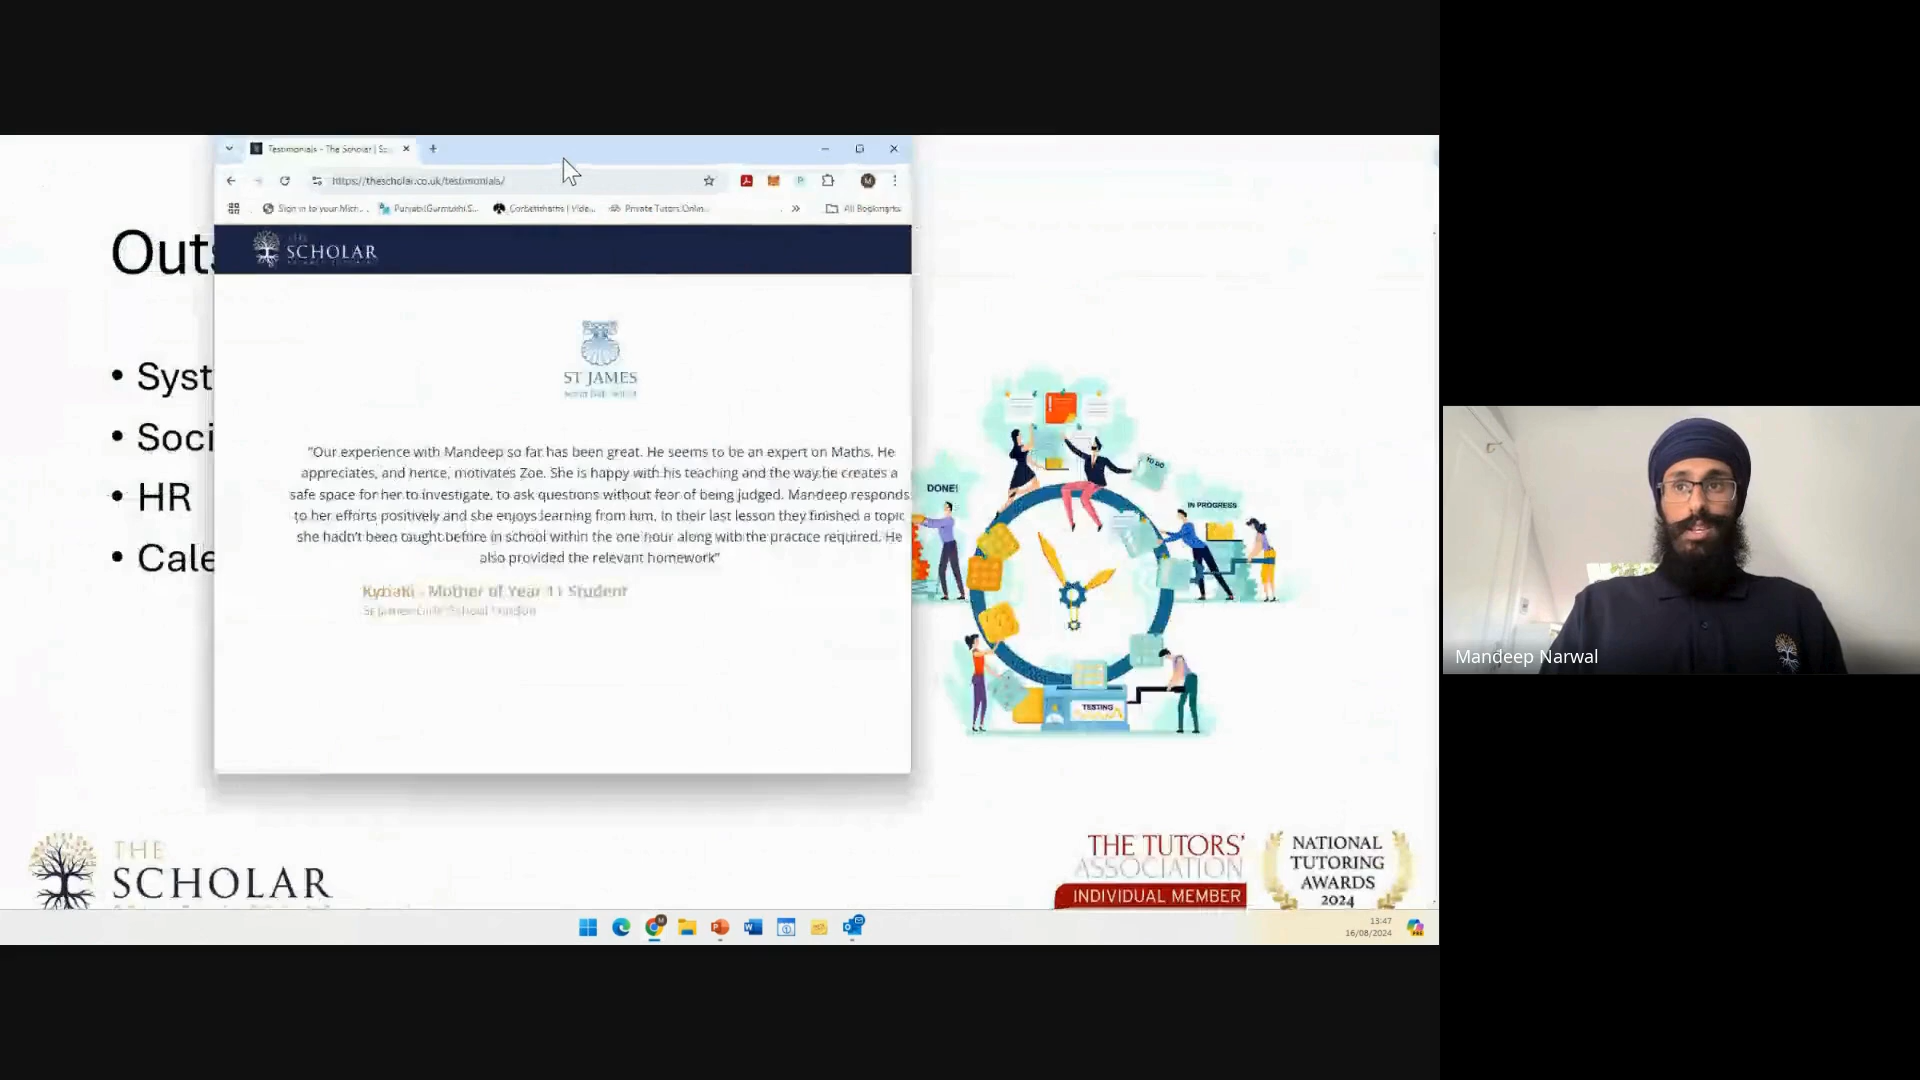 Testimonials - The Scholar | Sc...
https://thescholar.co.uk/testimonials/
Sign in to your Micr...
Punjabi/Gurmukhi S...
Corbettmaths | Vide...
Private Tutors Onlin...
All Bookmarks
THE
SCHOLAR
Outs
• Syst
• Soci
• HR
• Cale
ST JAMES
"Our experience with Mandeep so far has been great. He seems to be an expert on Maths. He
appreciates, and hence, motivates Zoe. She is happy with his teaching and the way he creates a
safe space for her to investigate, to ask questions without fear of being judged. Mandeep responds
to her efforts positively and she enjoys learning from him. In their last lesson they finished a topic
she hadn't been taught before in school within the one hour along with the practice required. He
also provided the relevant homework"
Kyriaki - Mother of Year 11 Student
TO DO
DONE!
IN PROGRESS
TESTING
Mandeep Narwal
THE
SCHOLAR
THE TUTORS'
ASSOCIATION
INDIVIDUAL MEMBER
NATIONAL
TUTORING
AWARDS
2024
13:47
16/08/2024